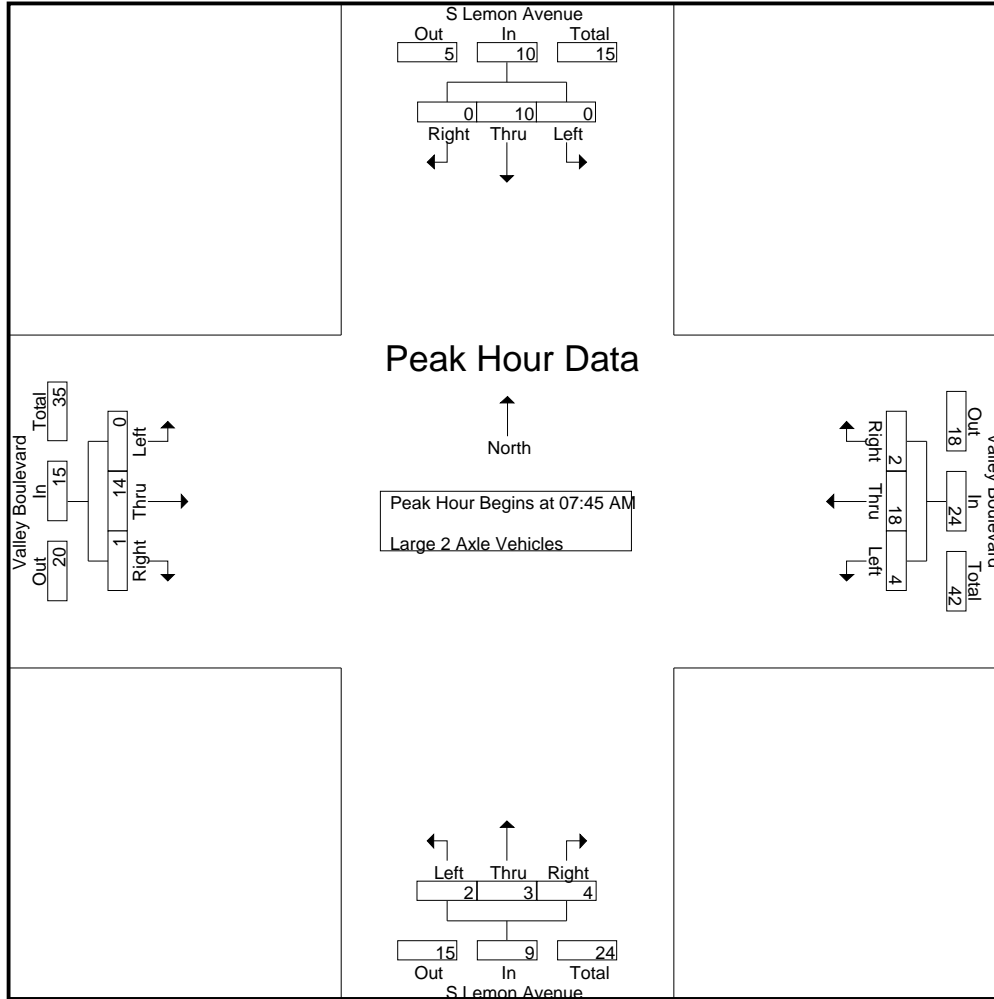 S Lemon Avenue
Out In Total
5 10 15
0 10 0
Right Thru Left
Peak Hour Data
North
Peak Hour Begins at 07:45 AM
Large 2 Axle Vehicles
Valley Boulevard
Total In Out
35 15 20
0 14 1
Left Thru Right
Valley Boulevard
Out In Total
18 24 42
2 18 4
Right Thru Left
Left Thru Right
2 3 4
15 9 24
Out In Total
S Lemon Avenue